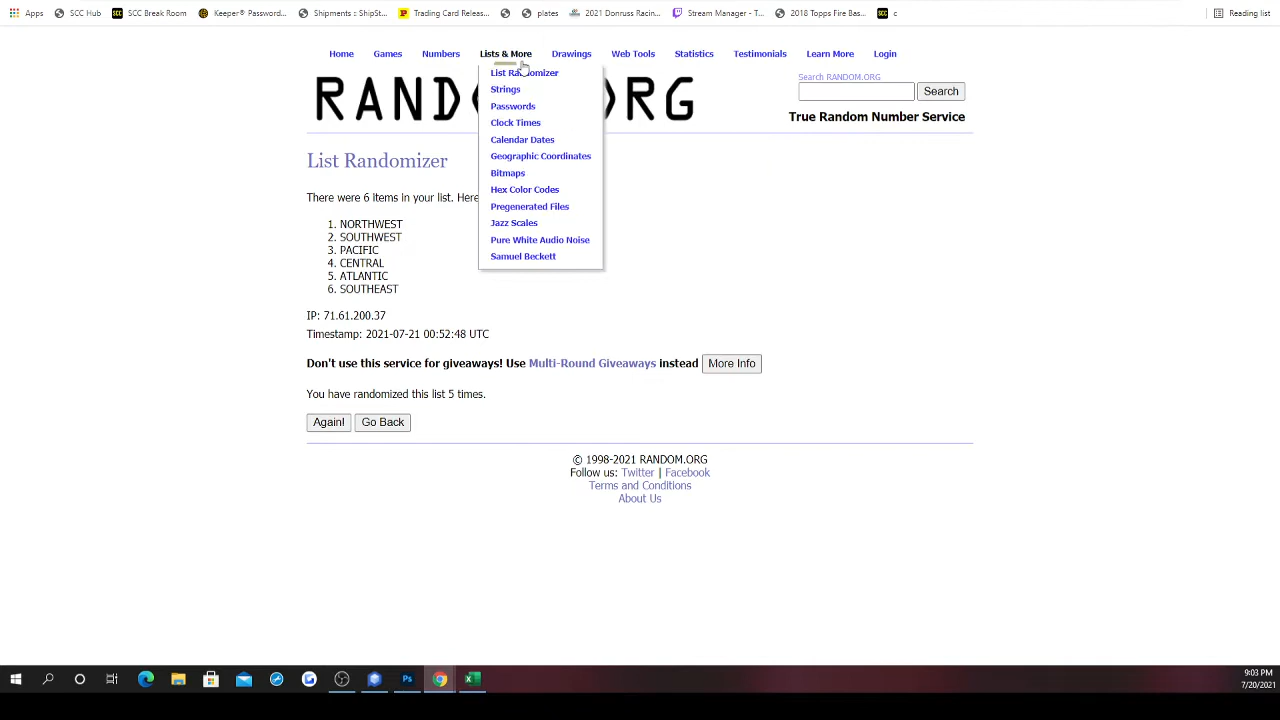 Apps SCC Hub SCC Break Room Keeper® Password... Shipments :: ShipSt... Trading Card Releas... plates 2021 Donruss Racin... Stream Manager - T... 2018 Topps Fire Bas... c Reading list
Home Games Numbers Lists & More Drawings Web Tools Statistics Testimonials Learn More Login
List Randomizer
Strings
Passwords
Clock Times
Calendar Dates
Geographic Coordinates
Bitmaps
Hex Color Codes
Pregenerated Files
Jazz Scales
Pure White Audio Noise
Samuel Beckett
Search RANDOM.ORG
Search
True Random Number Service
List Randomizer
There were 6 items in your list. Here
1. NORTHWEST
2. SOUTHWEST
3. PACIFIC
4. CENTRAL
5. ATLANTIC
6. SOUTHEAST
IP: 71.61.200.37
Timestamp: 2021-07-21 00:52:48 UTC
Don't use this service for giveaways! Use Multi-Round Giveaways instead More Info
You have randomized this list 5 times.
Again! Go Back
© 1998-2021 RANDOM.ORG
Follow us: Twitter | Facebook
Terms and Conditions
About Us
9:03 PM
7/20/2021